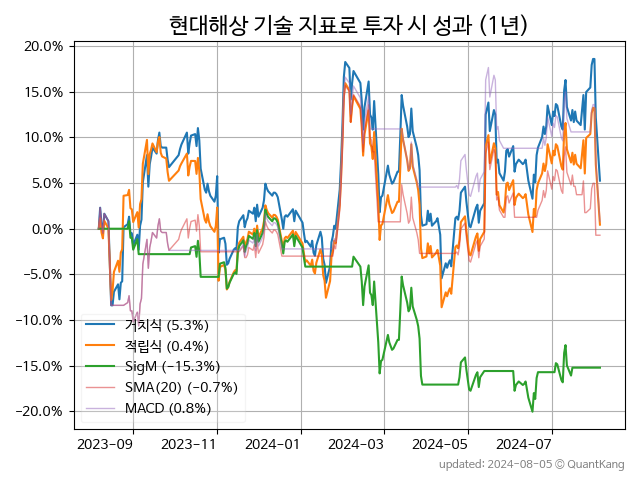 현대해상 기술 지표로 투자 시 성과 (1년)
20.0%
15.0%
10.0%
5.0%
0.0%
−5.0%
−10.0%
−15.0%
−20.0%
거치식 (5.3%)
적립식 (0.4%)
SigM (−15.3%)
SMA(20) (−0.7%)
MACD (0.8%)
2023-09 2023-11 2024-01 2024-03 2024-05 2024-07
updated: 2024-08-05 © QuantKang